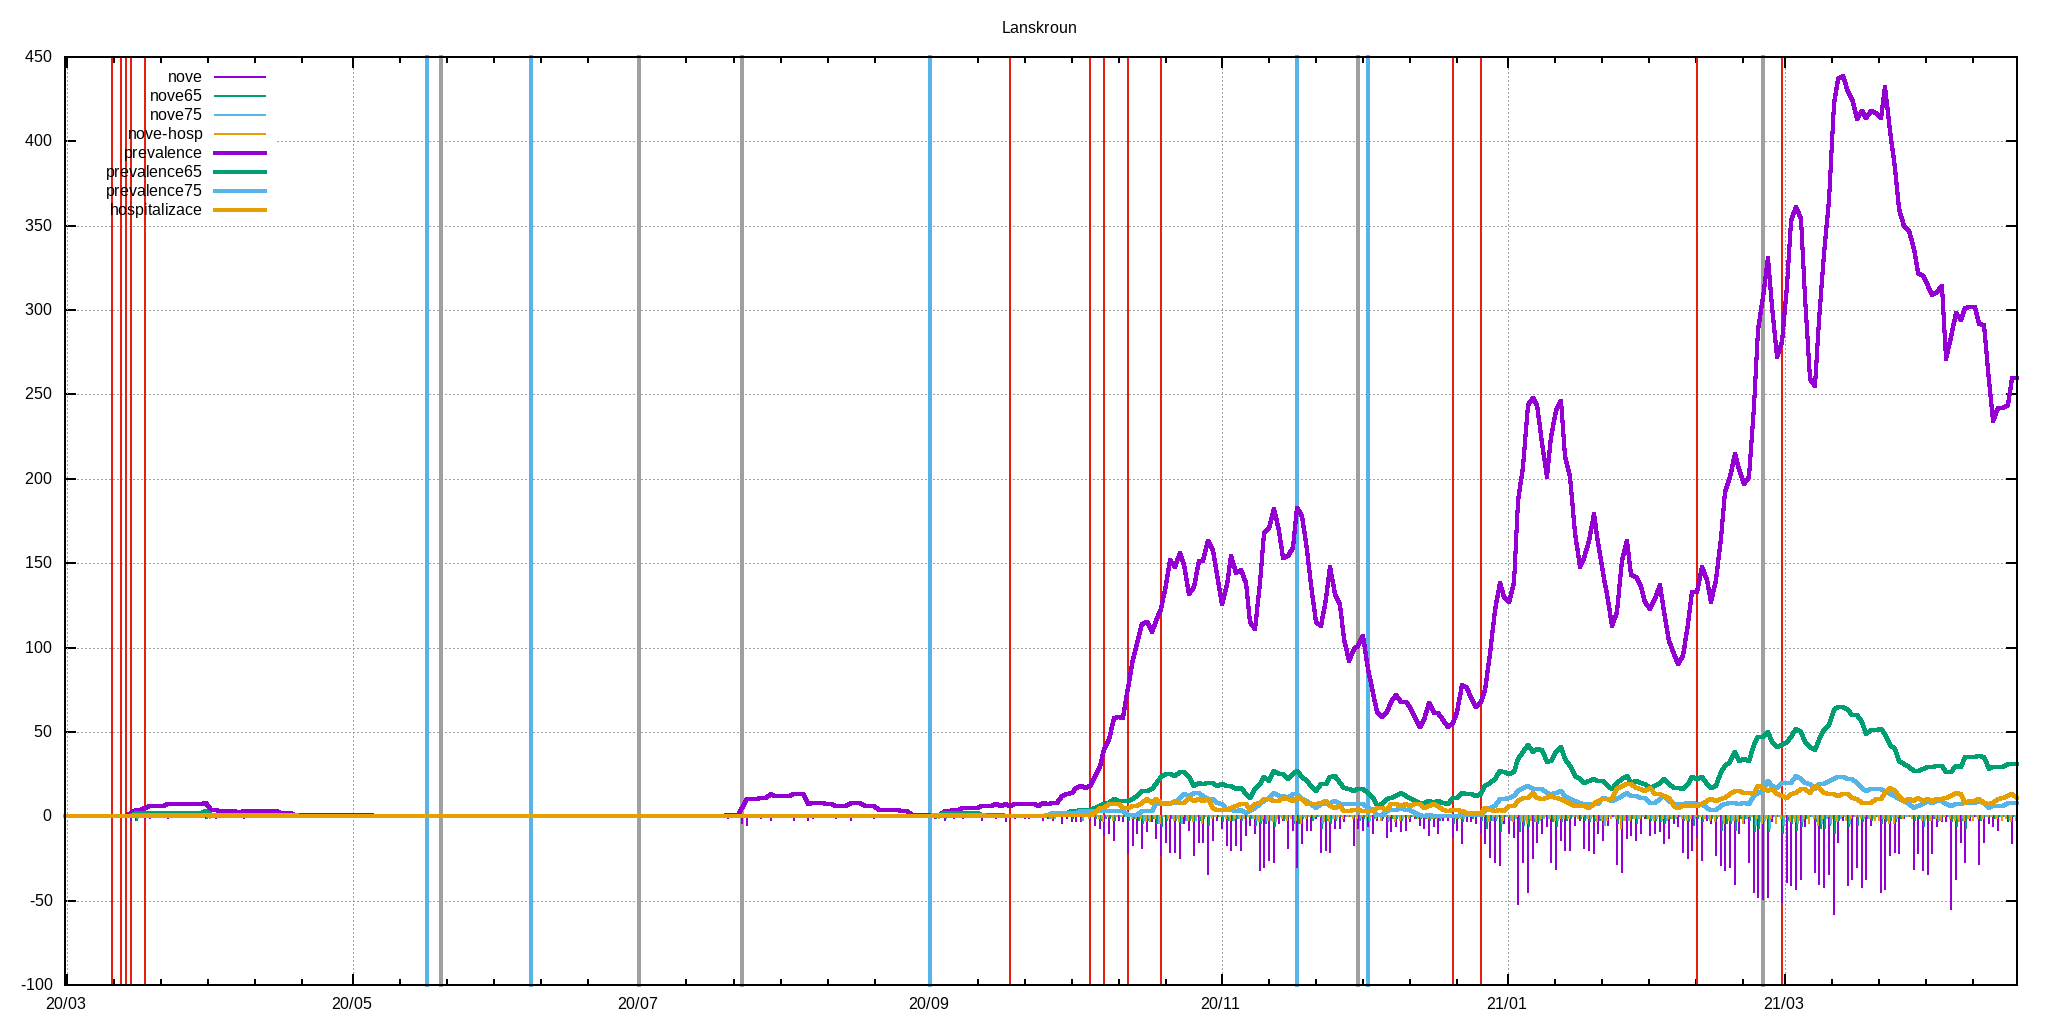 Lanskroun
450
400
350
300
250
200
150
100
50
0
-50
-100
nove
nove65
nove75
nove-hosp
prevalence
prevalence65
prevalence75
hospitalizace
20/03 20/05 20/07 20/09 20/11 21/01 21/03